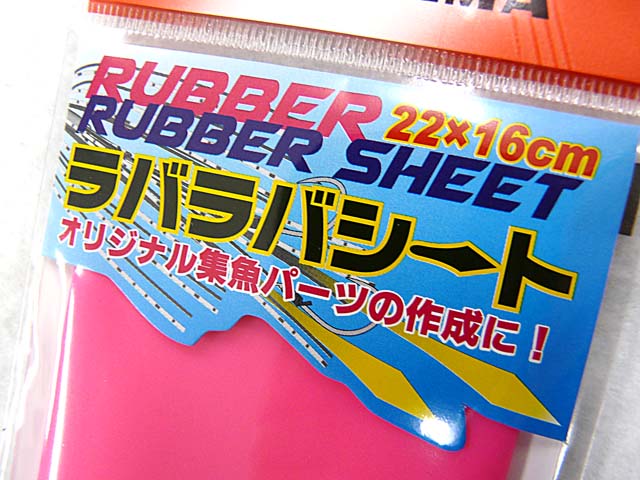 RUBBER
22×16cm
RUBBER SHEET
ラバラバシート
オリジナル集魚パーツの作成に!